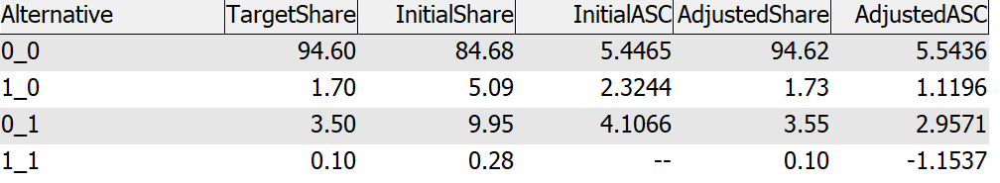 Alternative TargetShare InitialShare InitialASC AdjustedShare AdjustedASC
0_0 94.60 84.68 5.4465 94.62 5.5436
1_0 1.70 5.09 2.3244 1.73 1.1196
0_1 3.50 9.95 4.1066 3.55 2.9571
1_1 0.10 0.28 -- 0.10 -1.1537